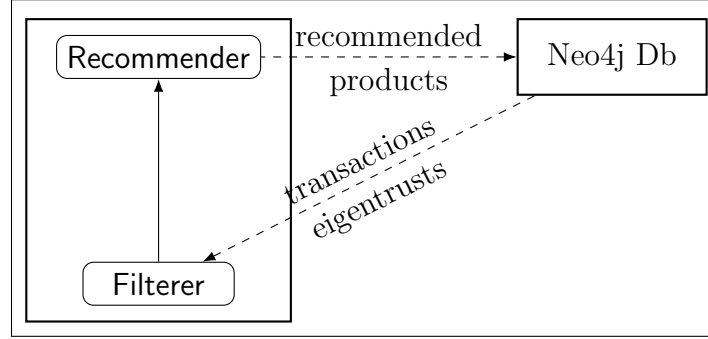 Recommender
recommended
products
Neo4j Db
transactions
eigentrusts
Filterer